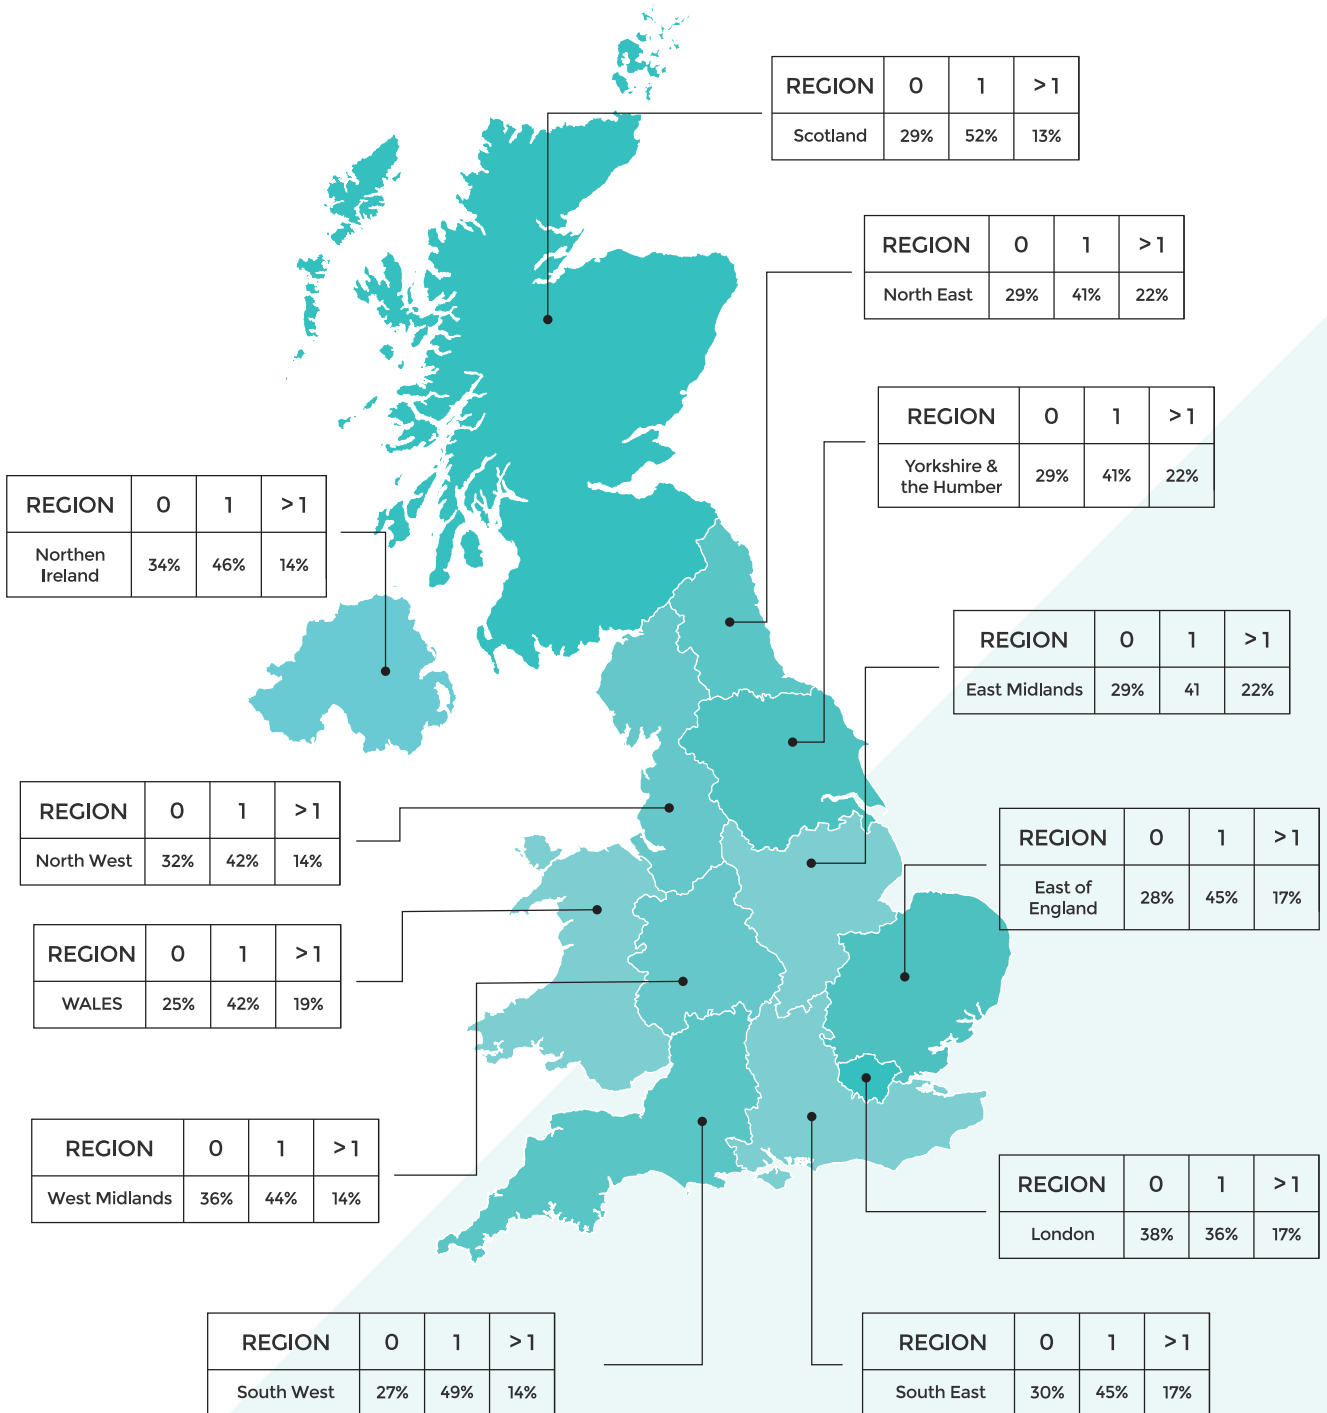 REGION 0 1 >1
Scotland 29% 52% 13%
REGION 0 1 >1
North East 29% 41% 22%
REGION 0 1 >1
Yorkshire &
the Humber 29% 41% 22%
REGION 0 1 >1
Northen
Ireland 34% 46% 14%
REGION 0 1 >1
East Midlands 29% 41 22%
REGION 0 1 >1
North West 32% 42% 14%
REGION 0 1 >1
East of
England 28% 45% 17%
REGION 0 1 >1
WALES 25% 42% 19%
REGION 0 1 >1
West Midlands 36% 44% 14%
REGION 0 1 >1
London 38% 36% 17%
REGION 0 1 >1
South West 27% 49% 14%
REGION 0 1 >1
South East 30% 45% 17%